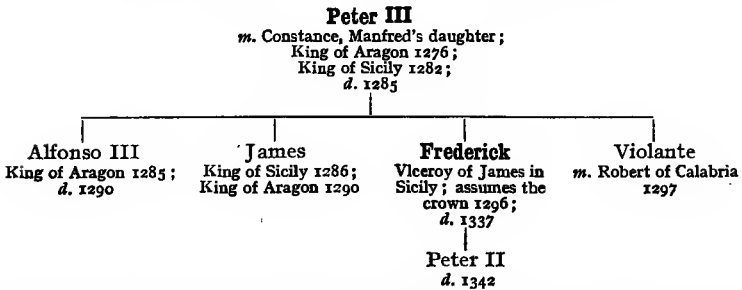 Peter III
m. Constance, Manfred's daughter;
King of Aragon 1276;
King of Sicily 1282;
d. 1285
Alfonso III
King of Aragon 1285;
d. 1290
James
King of Sicily 1286;
King of Aragon 1290
Frederick
Viceroy of James in
Sicily; assumes the
crown 1296;
d. 1337
Violante
m. Robert of Calabria
1297
Peter II
d. 1342